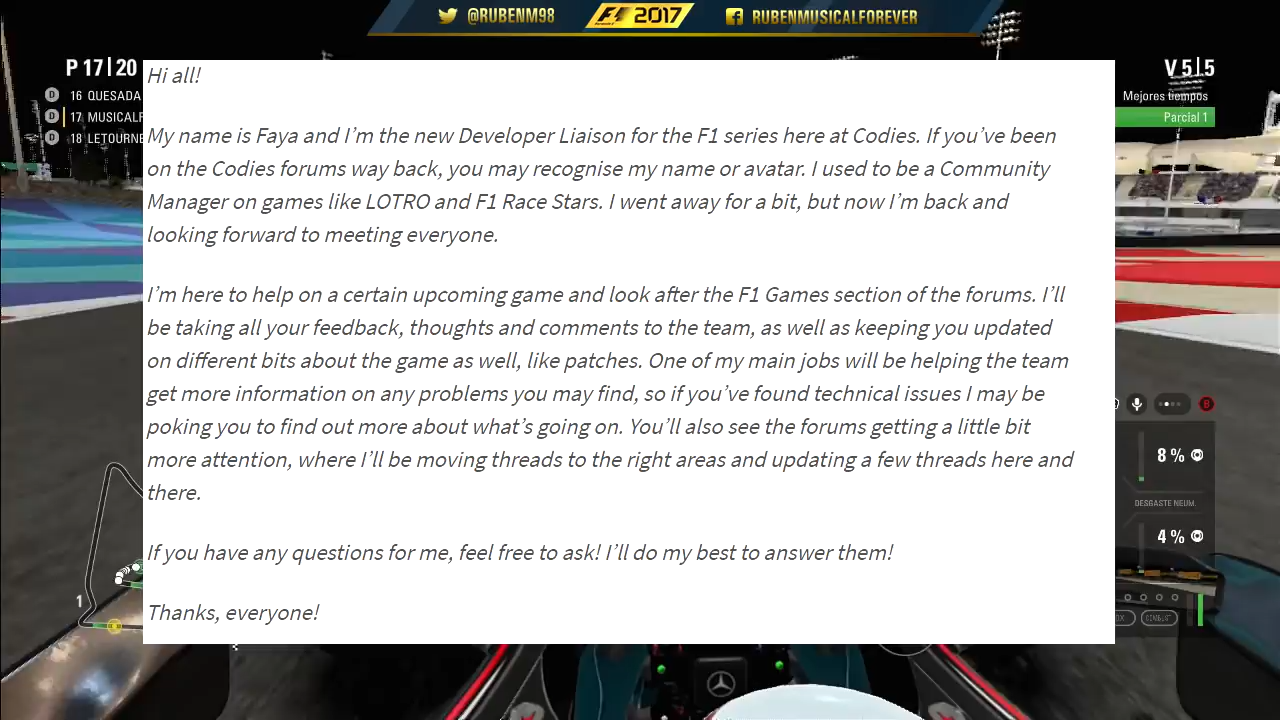 @RUBENM98
F1 2017
RUBENMUSICALFOREVER
P 17|20
D 16 QUESADA
D 17 MUSICALF
D 18 LETOURNE
V 5|5
Mejores tiempos
Parcial 1
Hi all!
My name is Faya and I'm the new Developer Liaison for the F1 series here at Codies. If you've been
on the Codies forums way back, you may recognise my name or avatar. I used to be a Community
Manager on games like LOTRO and F1 Race Stars. I went away for a bit, but now I'm back and
looking forward to meeting everyone.
I'm here to help on a certain upcoming game and look after the F1 Games section of the forums. I'll
be taking all your feedback, thoughts and comments to the team, as well as keeping you updated
on different bits about the game as well, like patches. One of my main jobs will be helping the team
get more information on any problems you may find, so if you've found technical issues I may be
poking you to find out more about what's going on. You'll also see the forums getting a little bit
more attention, where I'll be moving threads to the right areas and updating a few threads here and
there.
If you have any questions for me, feel free to ask! I'll do my best to answer them!
Thanks, everyone!
B
8 %
DESGASTE NEUM.
4 %
1